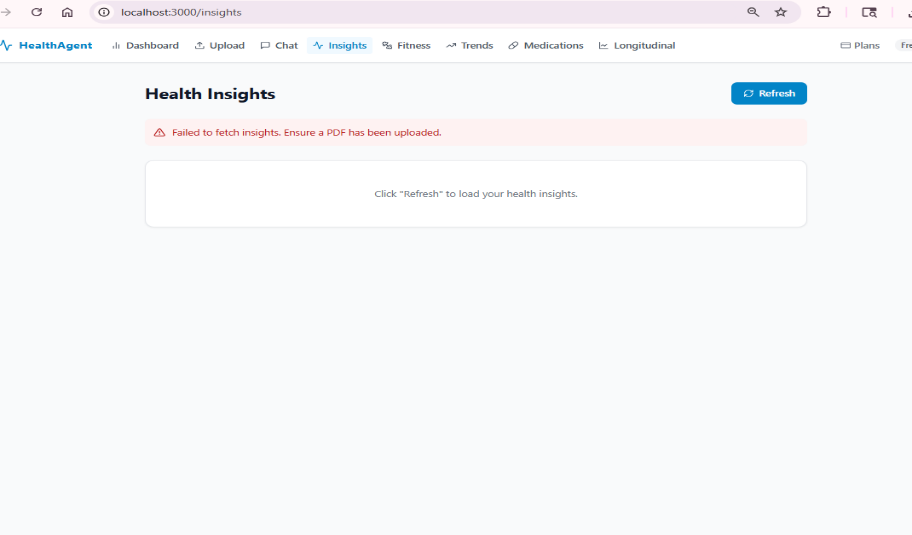 localhost:3000/insights
HealthAgent Dashboard Upload Chat Insights Fitness Trends Medications Longitudinal Plans
Health Insights Refresh
Failed to fetch insights. Ensure a PDF has been uploaded.
Click "Refresh" to load your health insights.